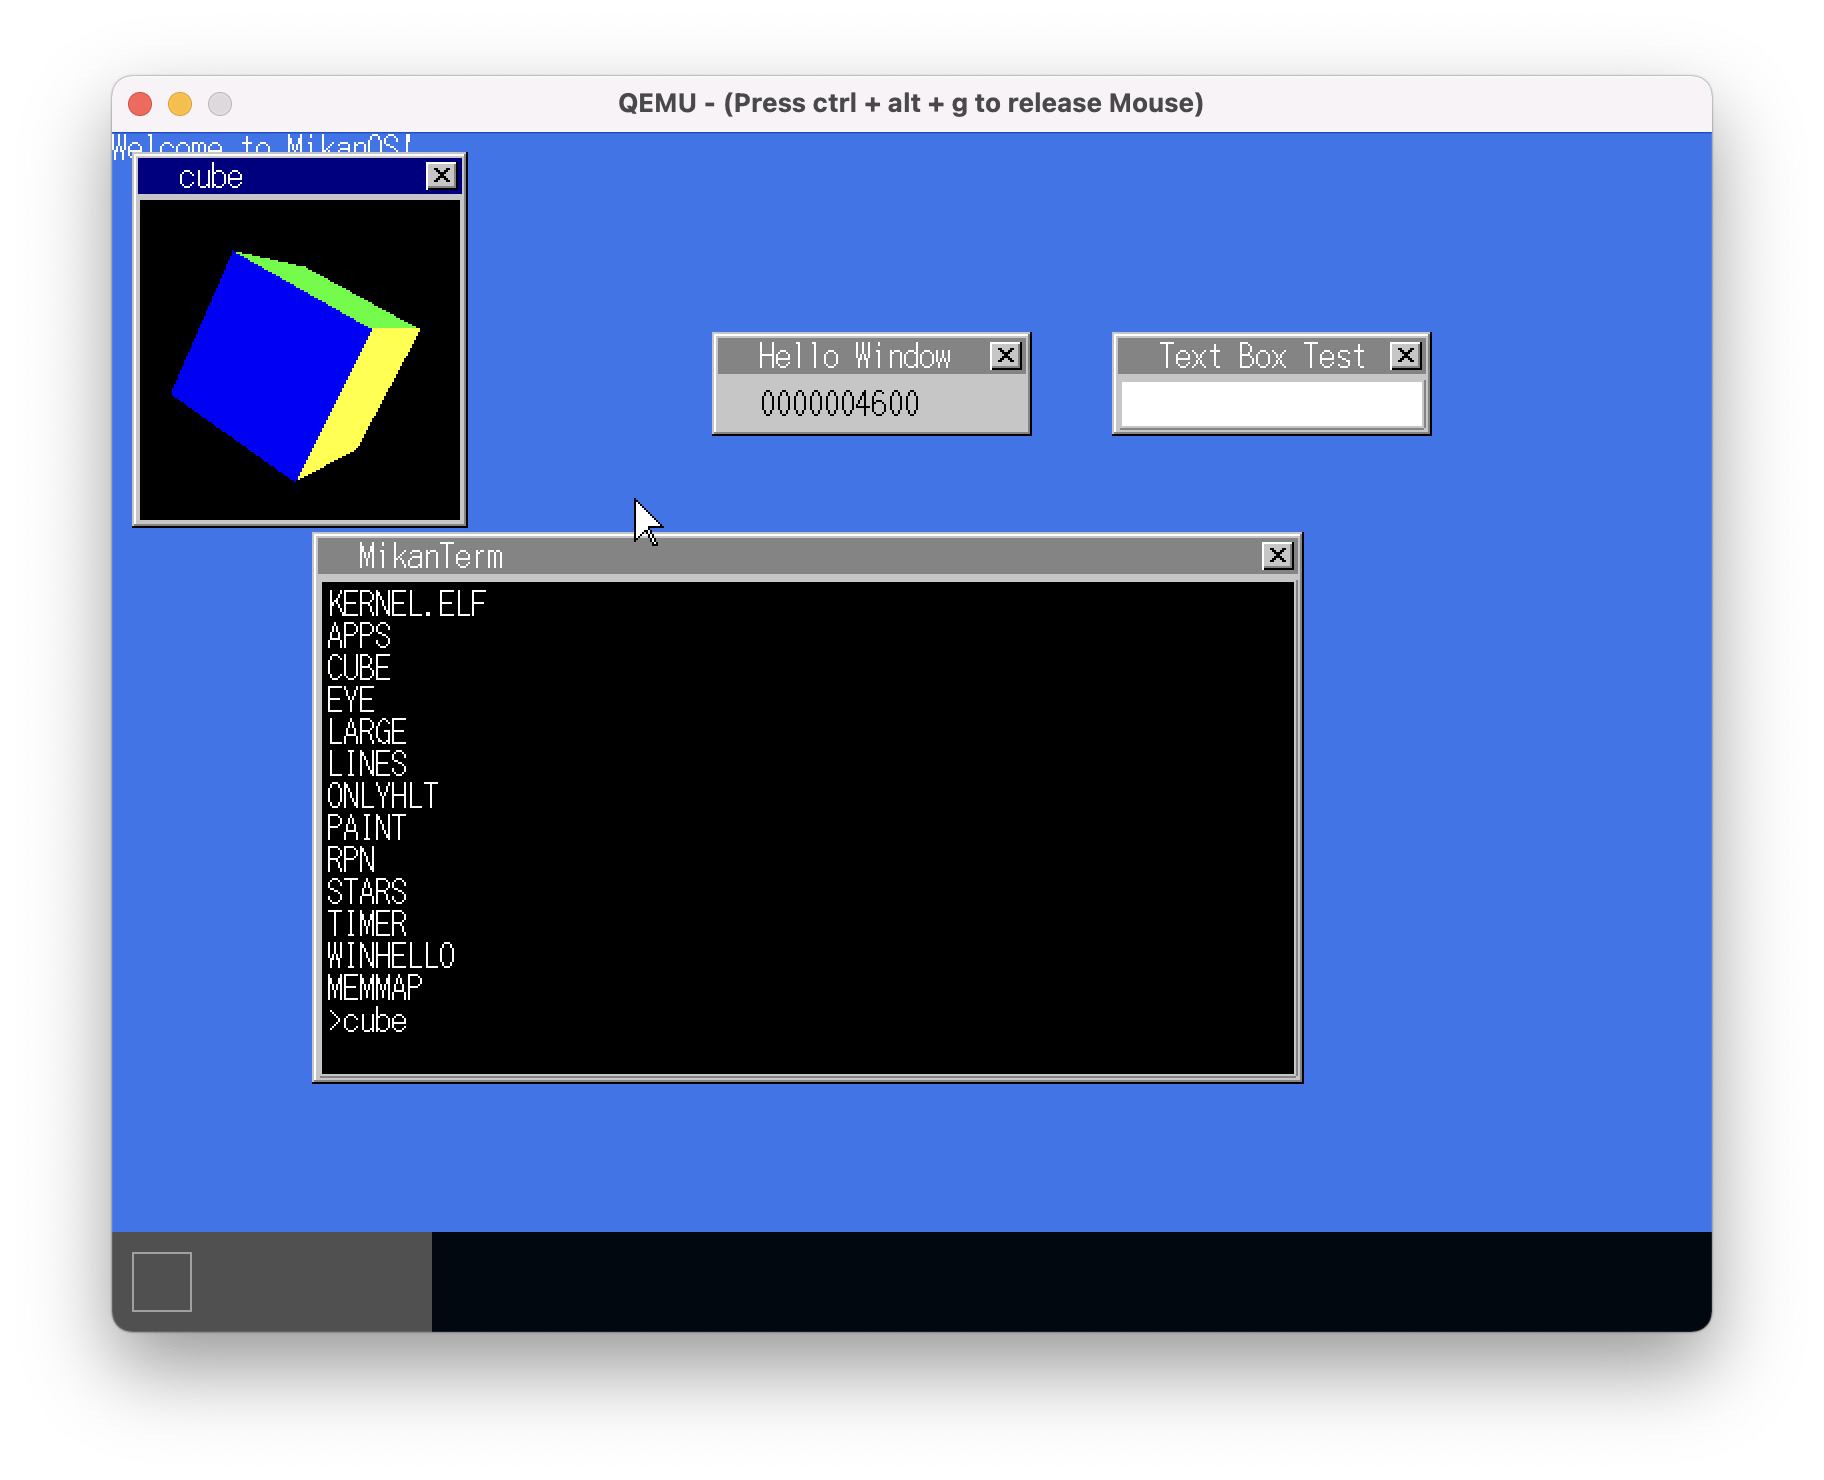 QEMU - (Press ctrl + alt + g to release Mouse)
Welcome to MikanOS!
cube
Hello Window
0000004600
Text Box Test
MikanTerm
KERNEL.ELF
APPS
CUBE
EYE
LARGE
LINES
ONLYHLT
PAINT
RPN
STARS
TIMER
WINHELLO
MEMMAP
>cube